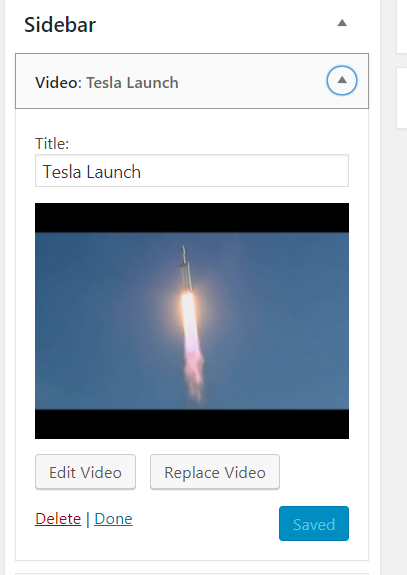 Sidebar
Video: Tesla Launch
Title:
Tesla Launch
Edit Video Replace Video
Delete | Done Saved